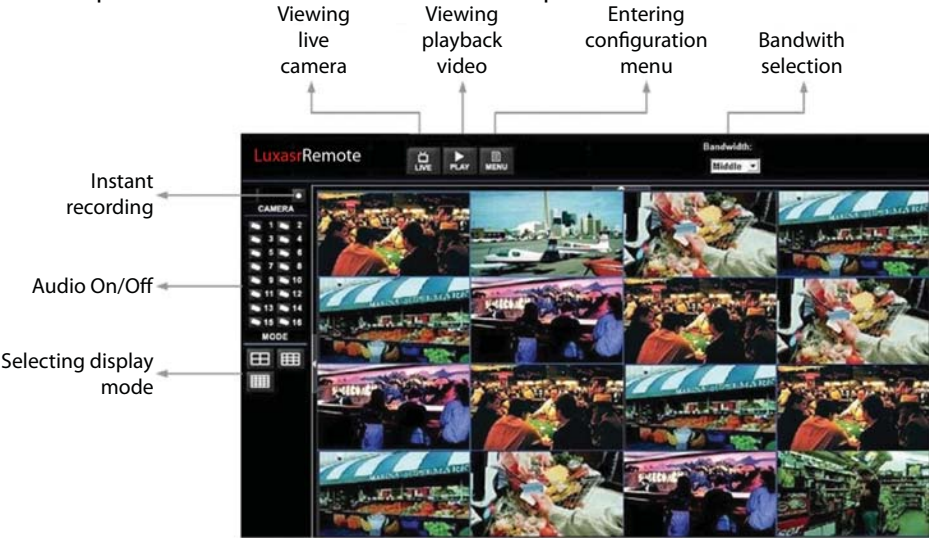 Viewing
live
camera
Viewing
playback
video
Entering
configuration
menu
Bandwith
selection
LuxasrRemote
LIVE
PLAY
MENU
Bandwidth:
Middle
Instant
recording
CAMERA
1 2
3 4
5 6
7 8
9 10
11 12
13 14
15 16
Audio On/Off
MODE
Selecting display
mode